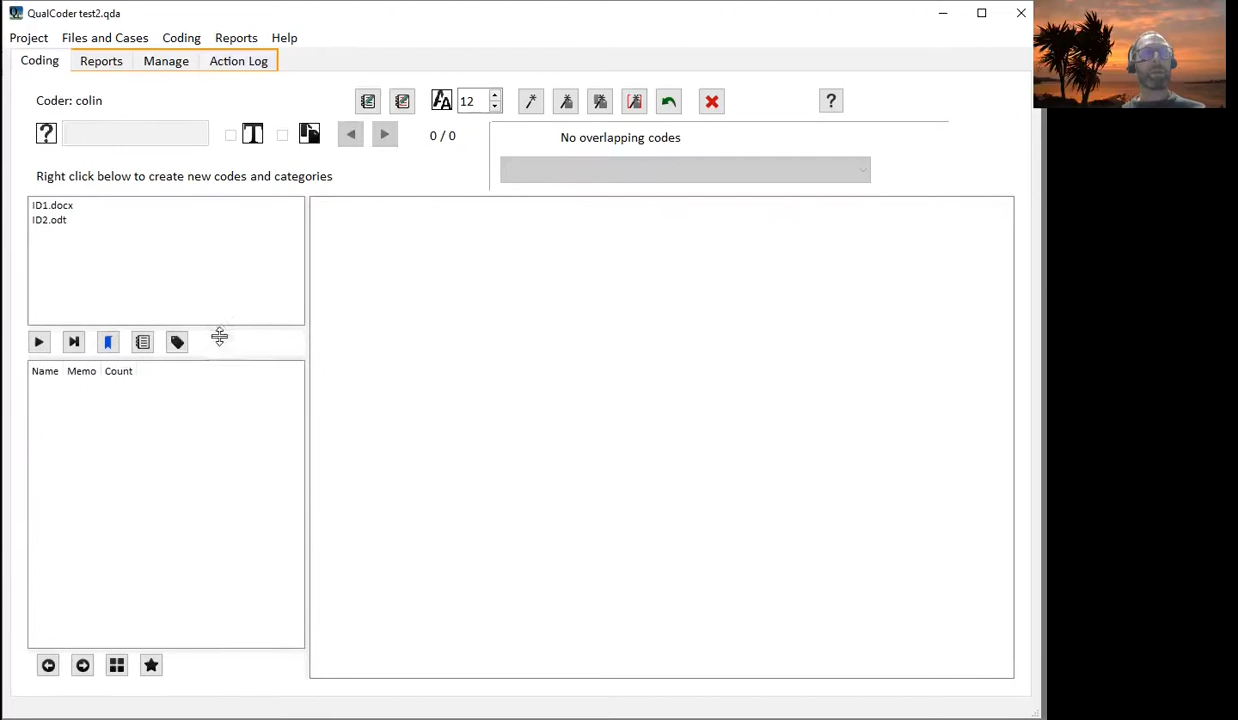 QualCoder test2.qda
Project Files and Cases Coding Reports Help
Coding Reports Manage Action Log
Coder: colin
12
?
?
0 / 0
No overlapping codes
Right click below to create new codes and categories
ID1.docx
ID2.odt
Name Memo Count